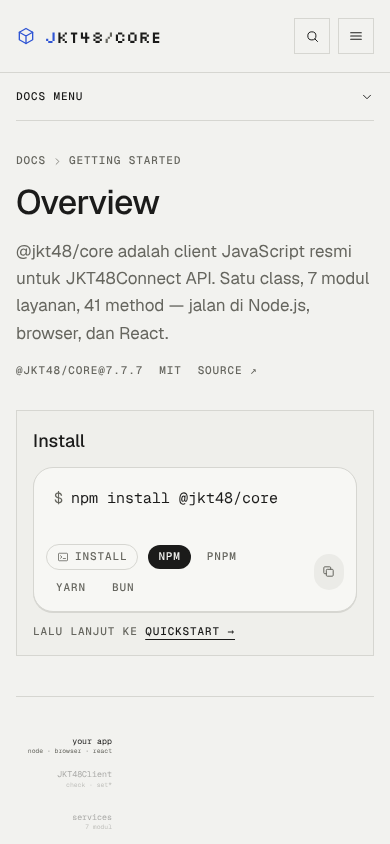 JKT48/CORE
DOCS MENU
DOCS › GETTING STARTED
Overview
@jkt48/core adalah client JavaScript resmi
untuk JKT48Connect API. Satu class, 7 modul
layanan, 41 method — jalan di Node.js,
browser, dan React.
@JKT48/CORE@7.7.7 MIT SOURCE ↗
Install
$ npm install @jkt48/core
INSTALL NPM PNPM
YARN BUN
LALU LANJUT KE QUICKSTART →
your app
node · browser · react
JKT48Client
check · get*
services
7 modul